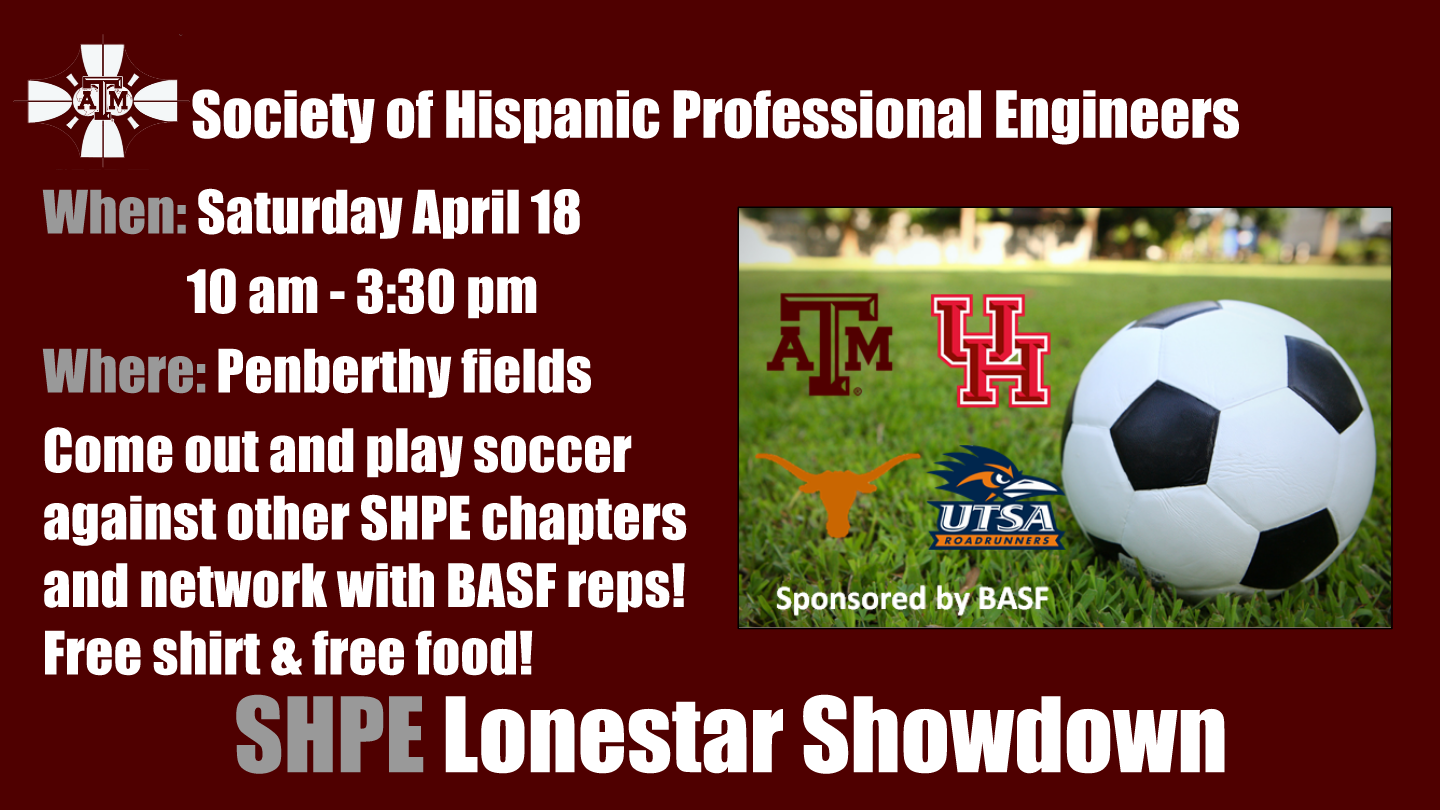 ATM
Society of Hispanic Professional Engineers
When: Saturday April 18
10 am - 3:30 pm
Where: Penberthy fields
Come out and play soccer
against other SHPE chapters
and network with BASF reps!
Free shirt & free food!
ATM®
UH
UTSA
ROADRUNNERS
Sponsored by BASF
SHPE Lonestar Showdown